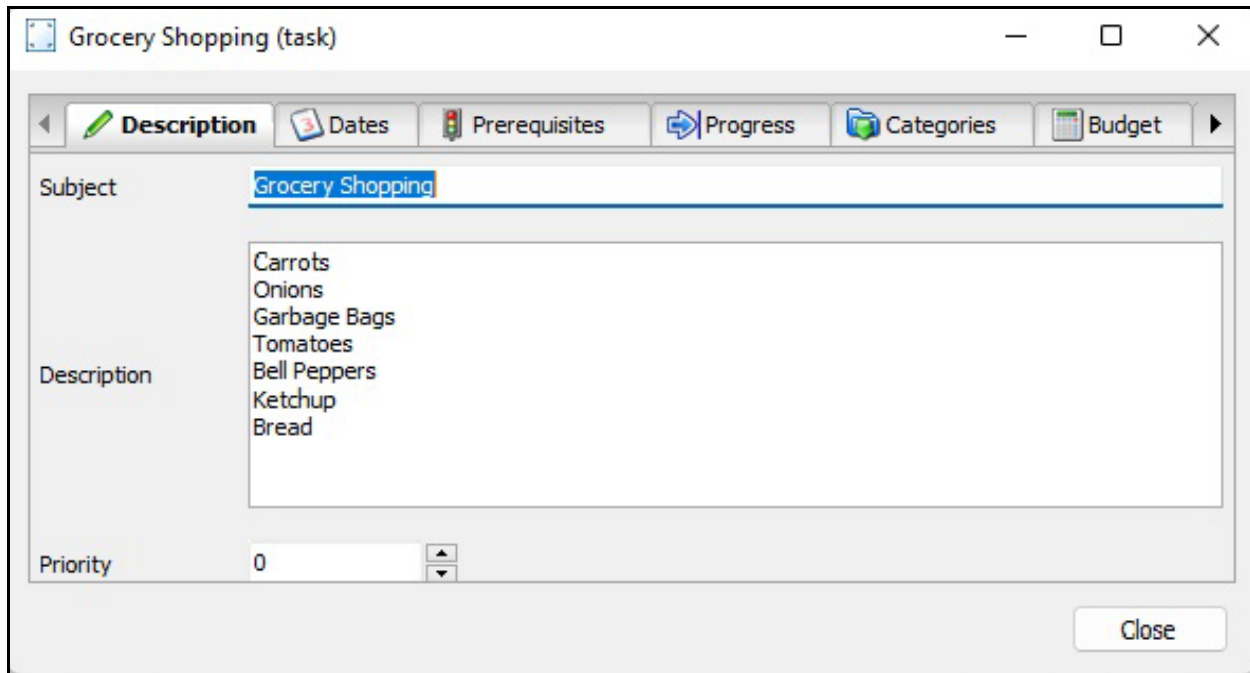 Grocery Shopping (task)
Description Dates Prerequisites Progress Categories Budget
Subject Grocery Shopping
Description
Carrots
Onions
Garbage Bags
Tomatoes
Bell Peppers
Ketchup
Bread
Priority 0
Close